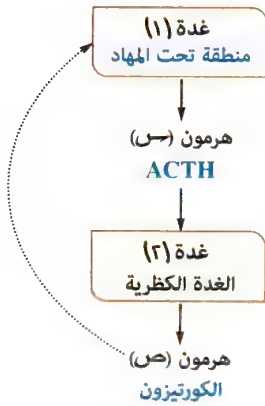 غدة (١)
منطقة تحت المهاد
هرمون (س)
ACTH
غدة (٢)
الغدة الكظرية
هرمون (ص)
الكورتيزون